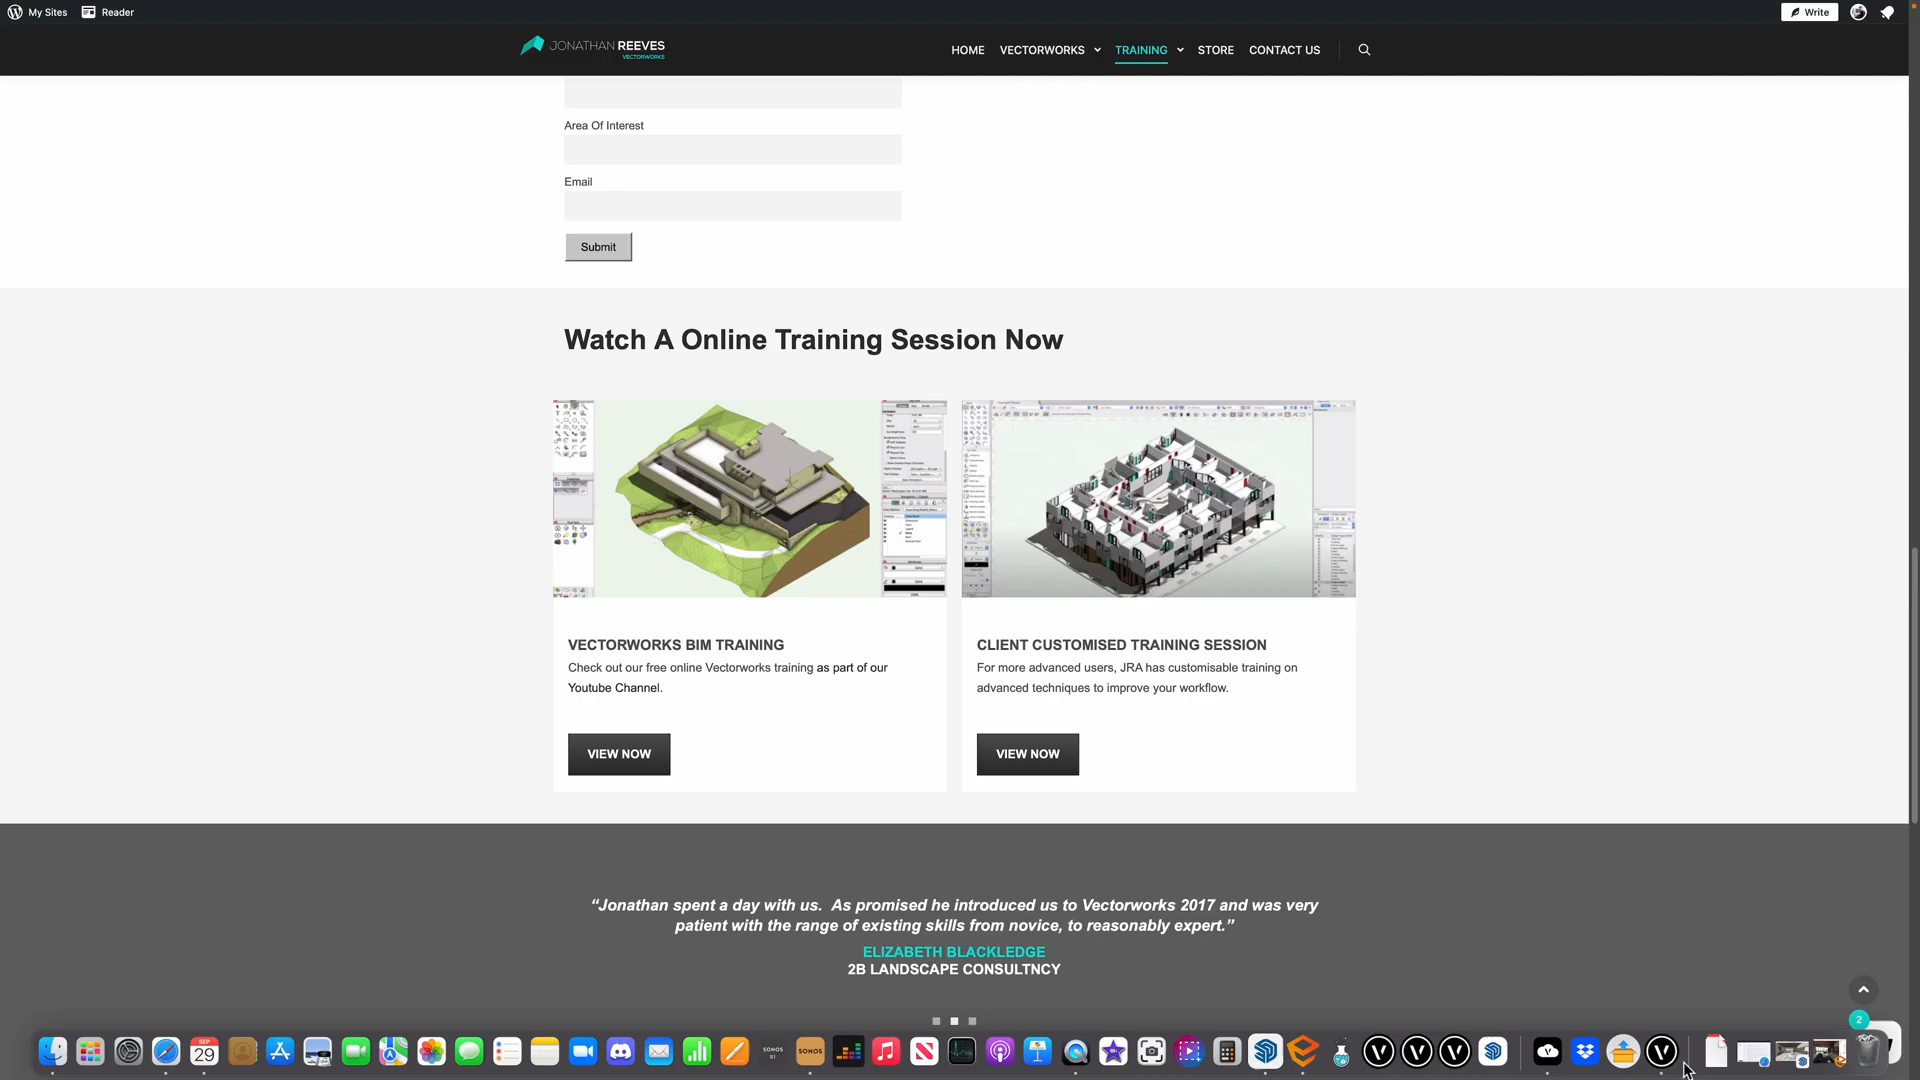 My Sites Reader Write
JONATHAN REEVES
VECTORWORKS
HOME VECTORWORKS TRAINING STORE CONTACT US
Area Of Interest
Email
Submit
Watch A Online Training Session Now
VECTORWORKS BIM TRAINING
Check out our free online Vectorworks training as part of our
Youtube Channel.
VIEW NOW
CLIENT CUSTOMISED TRAINING SESSION
For more advanced users, JRA has customisable training on
advanced techniques to improve your workflow.
VIEW NOW
“Jonathan spent a day with us. As promised he introduced us to Vectorworks 2017 and was very
patient with the range of existing skills from novice, to reasonably expert.”
ELIZABETH BLACKLEDGE
2B LANDSCAPE CONSULTNCY
2
SEP
29
SONOS
S1
SONOS